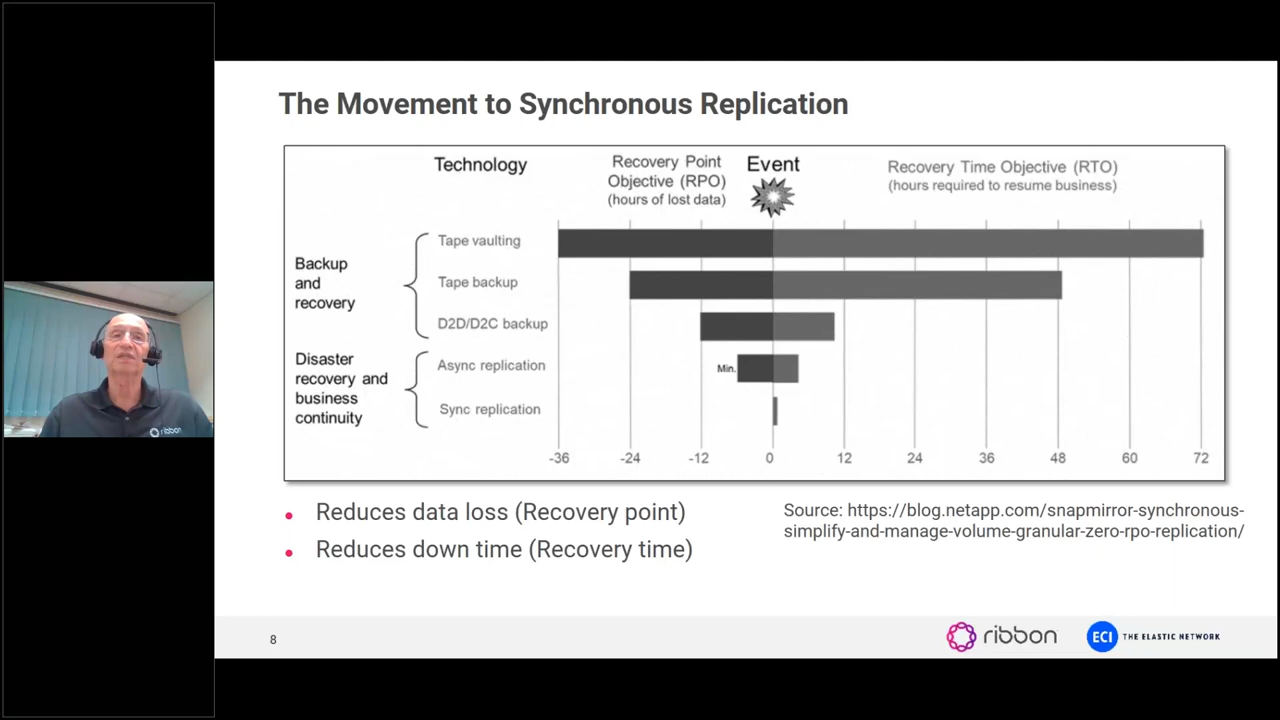 The Movement to Synchronous Replication
Technology
Recovery Point
Objective (RPO)
(hours of lost data)
Event
Recovery Time Objective (RTO)
(hours required to resume business)
Backup
and
recovery
Tape vaulting
Tape backup
D2D/D2C backup
Disaster
recovery and
business
continuity
Async replication
Min.
Sync replication
-36 -24 -12 0 12 24 36 48 60 72
• Reduces data loss (Recovery point)
• Reduces down time (Recovery time)
Source: https://blog.netapp.com/snapmirror-synchronous-
simplify-and-manage-volume-granular-zero-rpo-replication/
8
ribbon
ECI THE ELASTIC NETWORK
ribbon